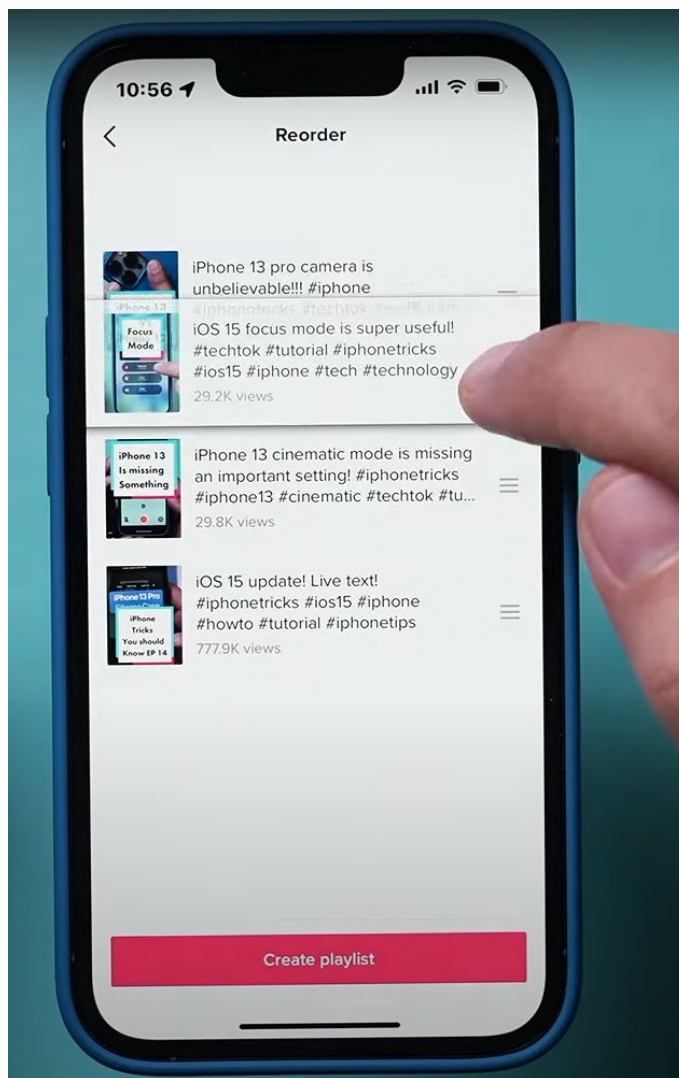 10:56
Reorder
iPhone 13 pro camera is
unbelievable!!! #iphone
#iphonetricks #techtok
iPhone 13
Focus
Mode
iOS 15 focus mode is super useful!
#techtok #tutorial #iphonetricks
#ios15 #iphone #tech #technology
29.2K views
iPhone 13
Is missing
Something
iPhone 13 cinematic mode is missing
an important setting! #iphonetricks
#iphone13 #cinematic #techtok #tu...
29.8K views
iPhone 13 Pro
iPhone
Tricks
You should
Know EP 14
iOS 15 update! Live text!
#iphonetricks #ios15 #iphone
#howto #tutorial #iphonetips
777.9K views
Create playlist